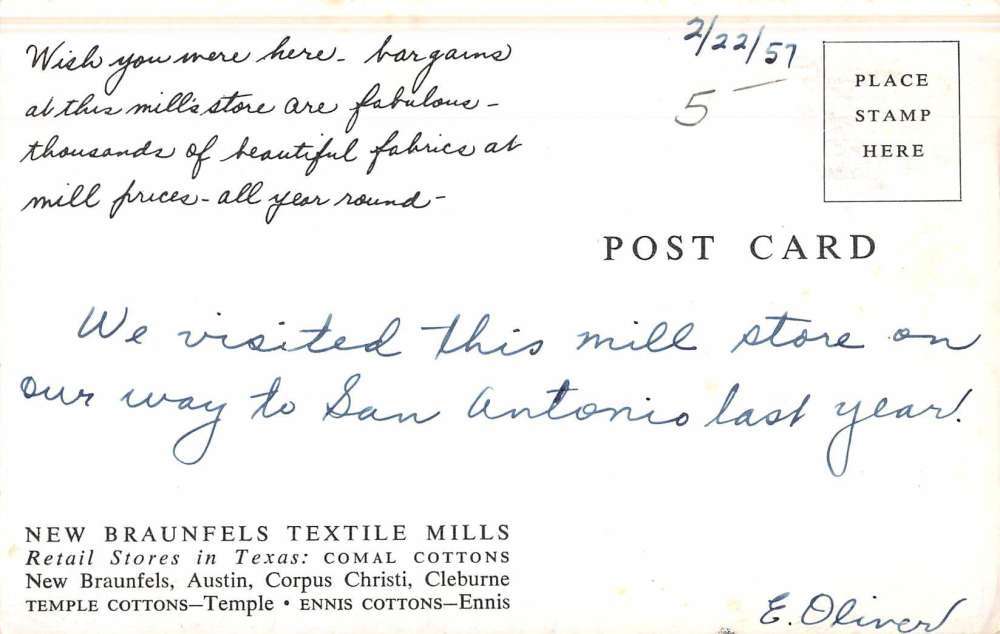 Wish you were here - bargains
at this mill's store are fabulous -
thousands of beautiful fabrics at
mill prices - all year round -
2/22/57
5 -
PLACE
STAMP
HERE
POST CARD
We visited this mill store on
our way to San Antonio last year!
NEW BRAUNFELS TEXTILE MILLS
Retail Stores in Texas: COMAL COTTONS
New Braunfels, Austin, Corpus Christi, Cleburne
TEMPLE COTTONS—Temple • ENNIS COTTONS—Ennis
E. Oliver